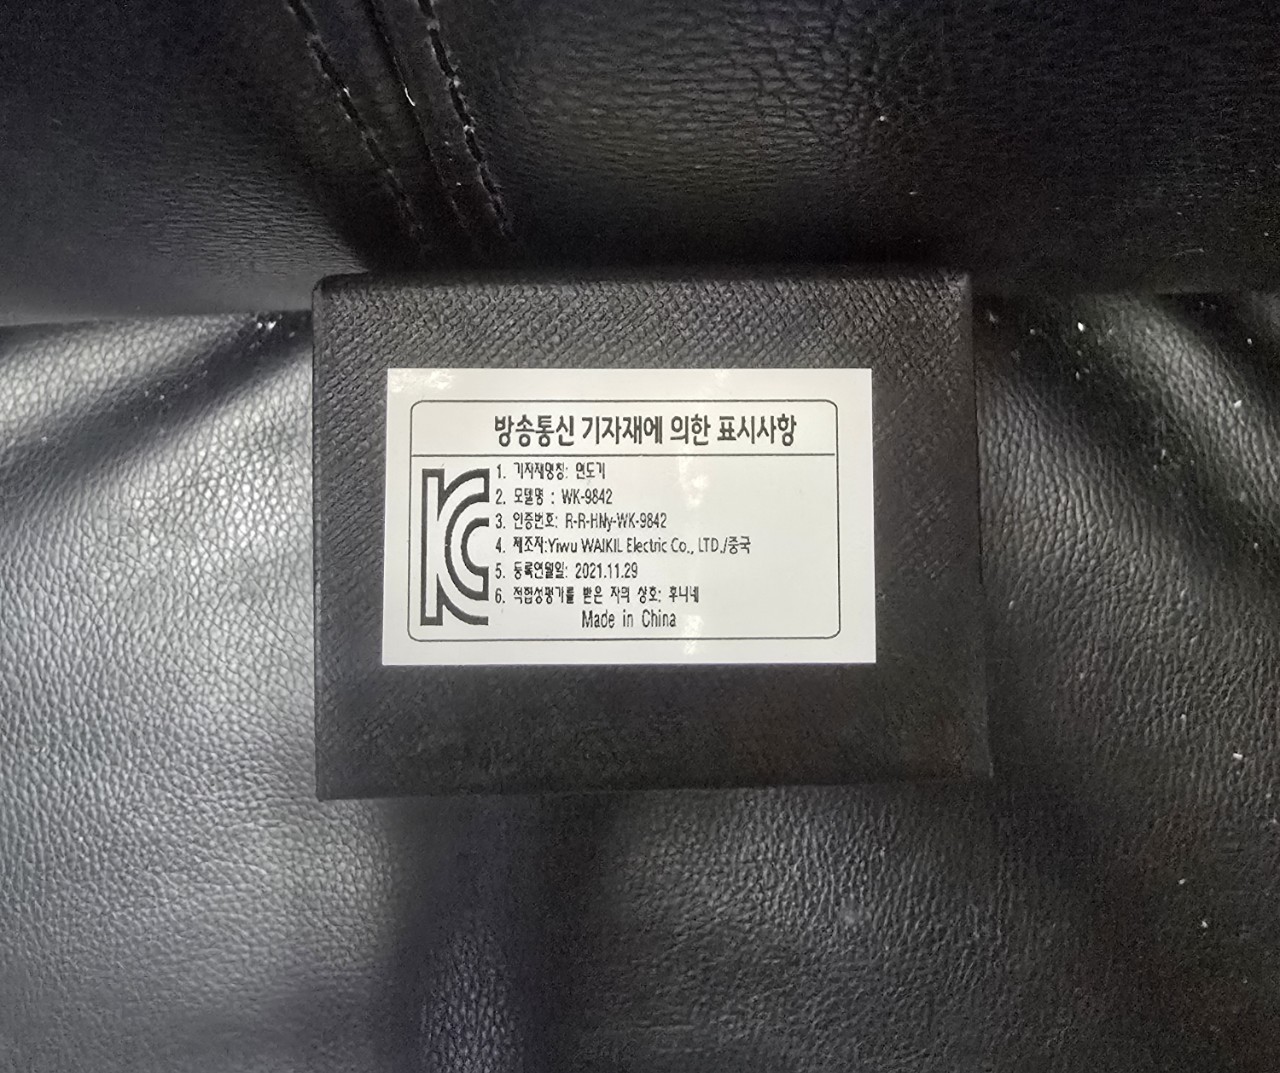 방송통신 기자재에 의한 표시사항
1. 기자재명칭: 면도기
2. 모델명 : WK-9842
3. 인증번호: R-R-HNy-WK-9842
4. 제조자:Yiwu WAIKIL Electric Co., LTD./중국
5. 등록연월일: 2021.11.29
6. 적합성평가를 받은 자의 상호: 후니네
Made in China